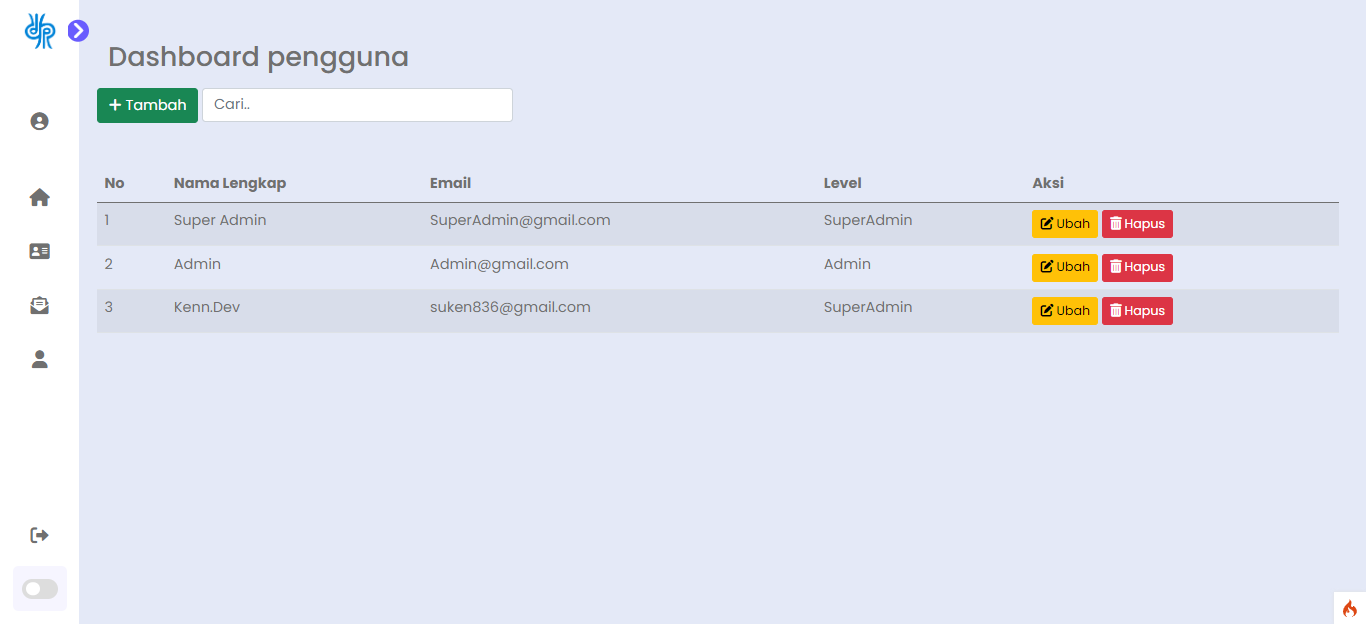 Dashboard pengguna
Tambah Cari..
No Nama Lengkap Email Level Aksi
1 Super Admin SuperAdmin@gmail.com SuperAdmin Ubah Hapus
2 Admin Admin@gmail.com Admin Ubah Hapus
3 Kenn.Dev suken836@gmail.com SuperAdmin Ubah Hapus